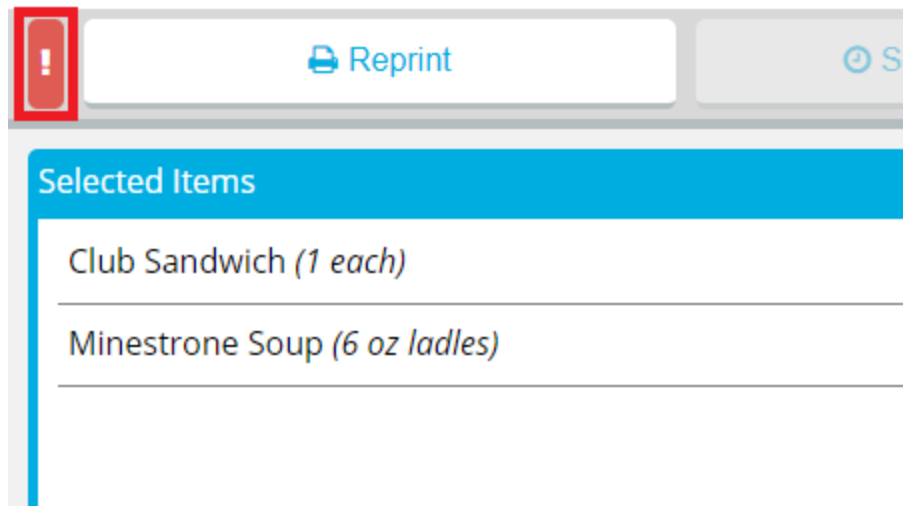 !
Reprint
S
Selected Items
Club Sandwich (1 each)
Minestrone Soup (6 oz ladles)